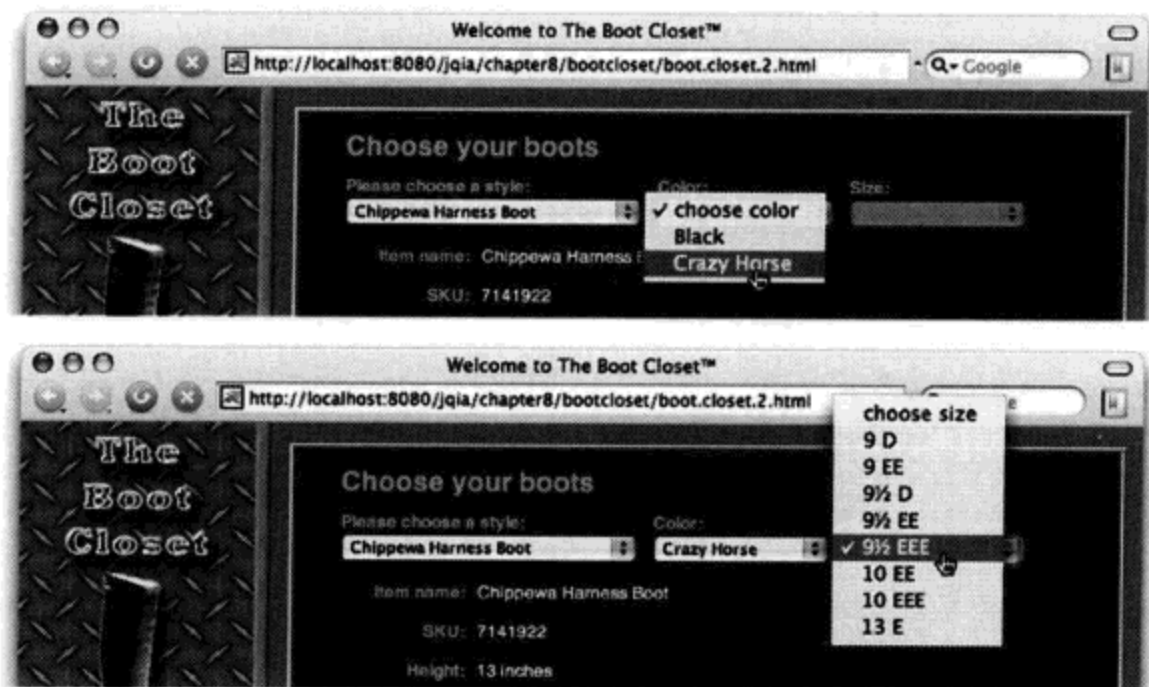 Welcome to The Boot Closet™
http://localhost:8080/jqia/chapter8/bootcloset/boot.closet.2.html
Google
The
Boot
Closet
Choose your boots
Please choose a style:
Color:
Size:
Chippewa Harness Boot
✓ choose color
Black
Crazy Horse
Item name: Chippewa Harness B
SKU: 7141922
Welcome to The Boot Closet™
http://localhost:8080/jqia/chapter8/bootcloset/boot.closet.2.html
e
The
Boot
Closet
Choose your boots
Please choose a style:
Color:
Chippewa Harness Boot
Crazy Horse
choose size
9 D
9 EE
9½ D
9½ EE
✓ 9½ EEE
10 EE
10 EEE
13 E
Item name: Chippewa Harness Boot
SKU: 7141922
Height: 13 inches